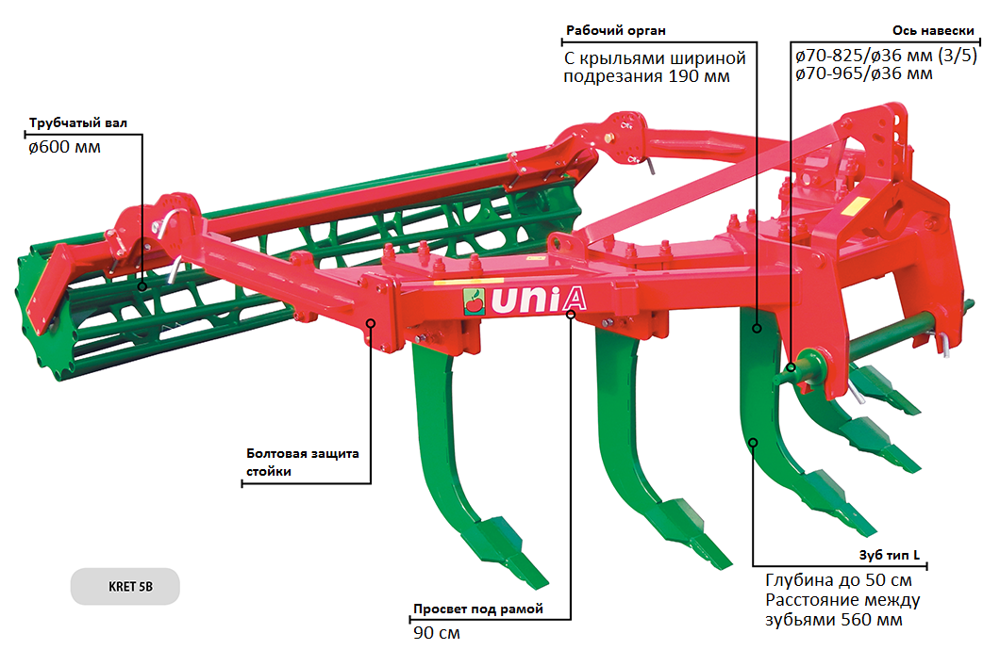 Рабочий орган
С крыльями шириной
подрезания 190 мм
Ось навески
ø70-825/ø36 мм (3/5)
ø70-965/ø36 мм
Трубчатый вал
ø600 мм
UNIA
Болтовая защита
стойки
KRET 5B
Просвет под рамой
90 см
Зуб тип L
Глубина до 50 см
Расстояние между
зубьями 560 мм